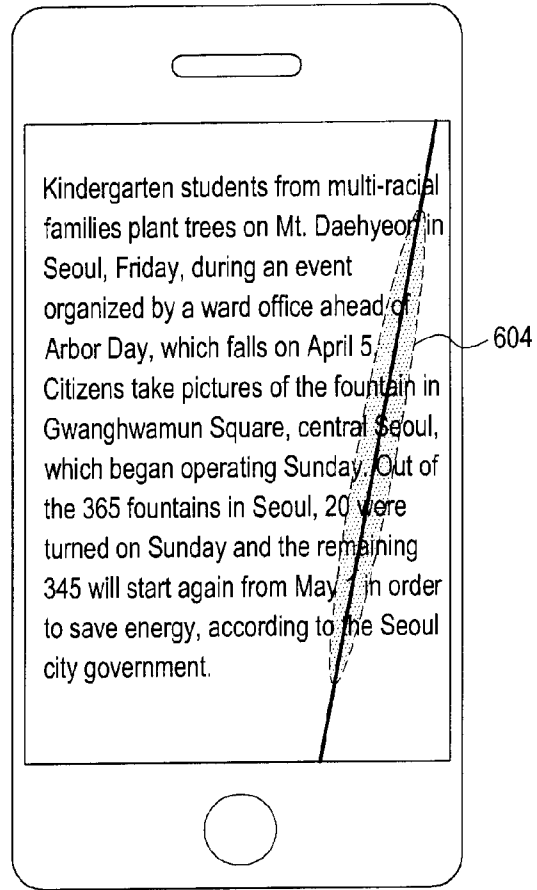 Kindergarten students from multi-racial
families plant trees on Mt. Daehyeon in
Seoul, Friday, during an event
organized by a ward office ahead of
Arbor Day, which falls on April 5.
Citizens take pictures of the fountain in
Gwanghwamun Square, central Seoul,
which began operating Sunday. Out of
the 365 fountains in Seoul, 20 were
turned on Sunday and the remaining
345 will start again from May in order
to save energy, according to the Seoul
city government.
604